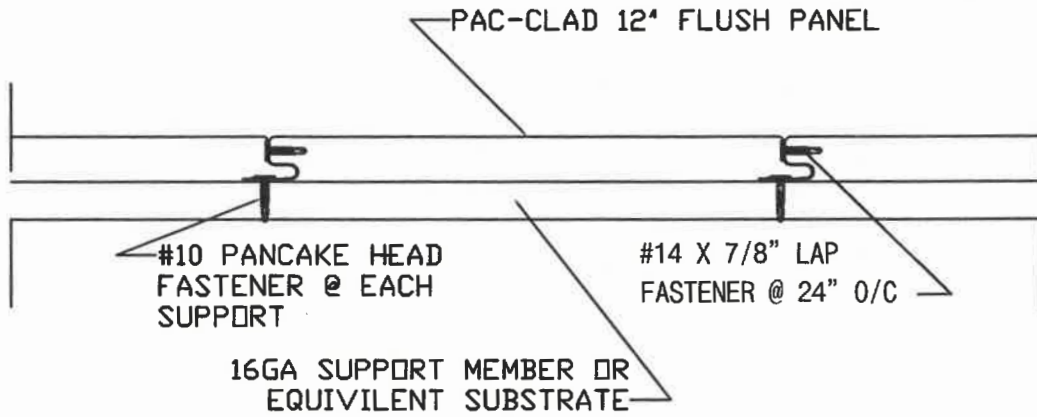 PAC-CLAD 12" FLUSH PANEL
#10 PANCAKE HEAD
FASTENER @ EACH
SUPPORT
#14 X 7/8" LAP
FASTENER @ 24" O/C
16GA SUPPORT MEMBER OR
EQUIVILENT SUBSTRATE